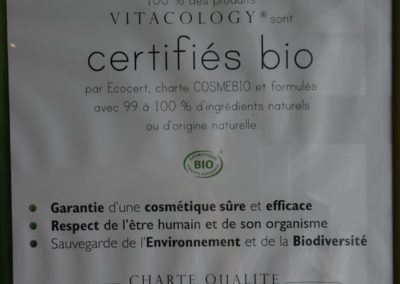 100 % des produits
VITACOLOGY® sont
certifiés bio
par Ecocert, charte COSMEBIO et formulés
avec 99 à 100 % d'ingrédients naturels
ou d'origine naturelle.
BIO
• Garantie d'une cosmétique sûre et efficace
• Respect de l'être humain et de son organisme
• Sauvegarde de l'Environnement et de la Biodiversité
CHARTE QUALITE